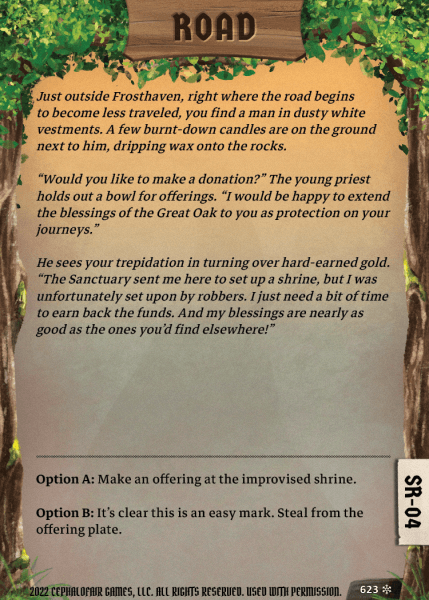 ROAD
Just outside Frosthaven, right where the road begins
to become less traveled, you find a man in dusty white
vestments. A few burnt-down candles are on the ground
next to him, dripping wax onto the rocks.
“Would you like to make a donation?” The young priest
holds out a bowl for offerings. “I would be happy to extend
the blessings of the Great Oak to you as protection on your
journeys.”
He sees your trepidation in turning over hard-earned gold.
“The Sanctuary sent me here to set up a shrine, but I was
unfortunately set upon by robbers. I just need a bit of time
to earn back the funds. And my blessings are nearly as
good as the ones you’d find elsewhere!”
Option A: Make an offering at the improvised shrine.
Option B: It’s clear this is an easy mark. Steal from the
offering plate.
SR-04
2022 CEPHALOFAIR GAMES, LLC. ALL RIGHTS RESERVED. USED WITH PERMISSION.
623